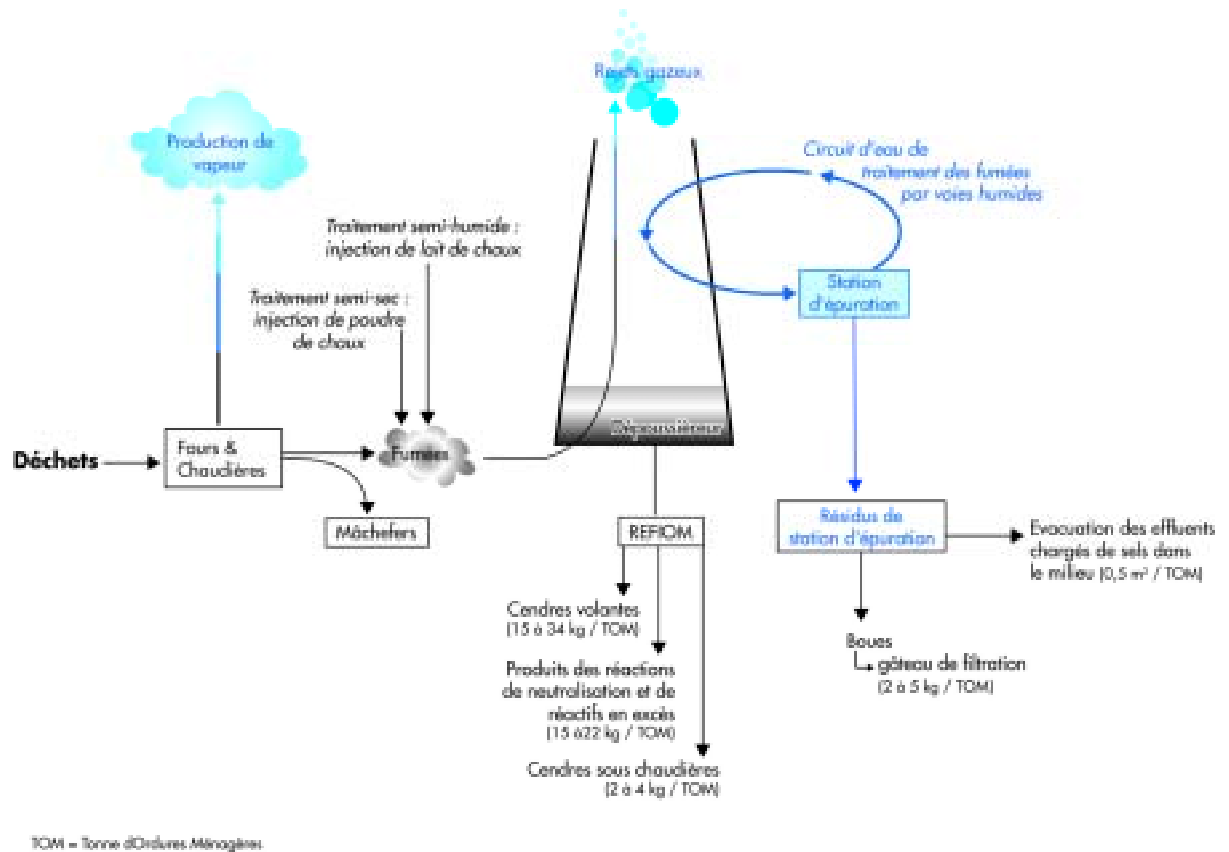 Rejets gazeux
Production de
vapeur
Circuit d'eau de
traitement des fumées
par voies humides
Traitement semi-humide :
injection de lait de chaux
Traitement semi-sec :
injection de poudre
de chaux
Station
d'épuration
Dépoussiéreur
Déchets
Fours &
Chaudières
Fumées
Mâchefers
REFIOM
Résidus de
station d'épuration
Evacuation des effluents
chargés de sels dans
le milieu (0,5 m³ / TOM)
Cendres volantes
(15 à 34 kg / TOM)
Boues
gâteau de filtration
(2 à 5 kg / TOM)
Produits des réactions
de neutralisation et de
réactifs en excès
(15 à22 kg / TOM)
Cendres sous chaudières
(2 à 4 kg / TOM)
TOM = Tonne dOrdures Ménagères